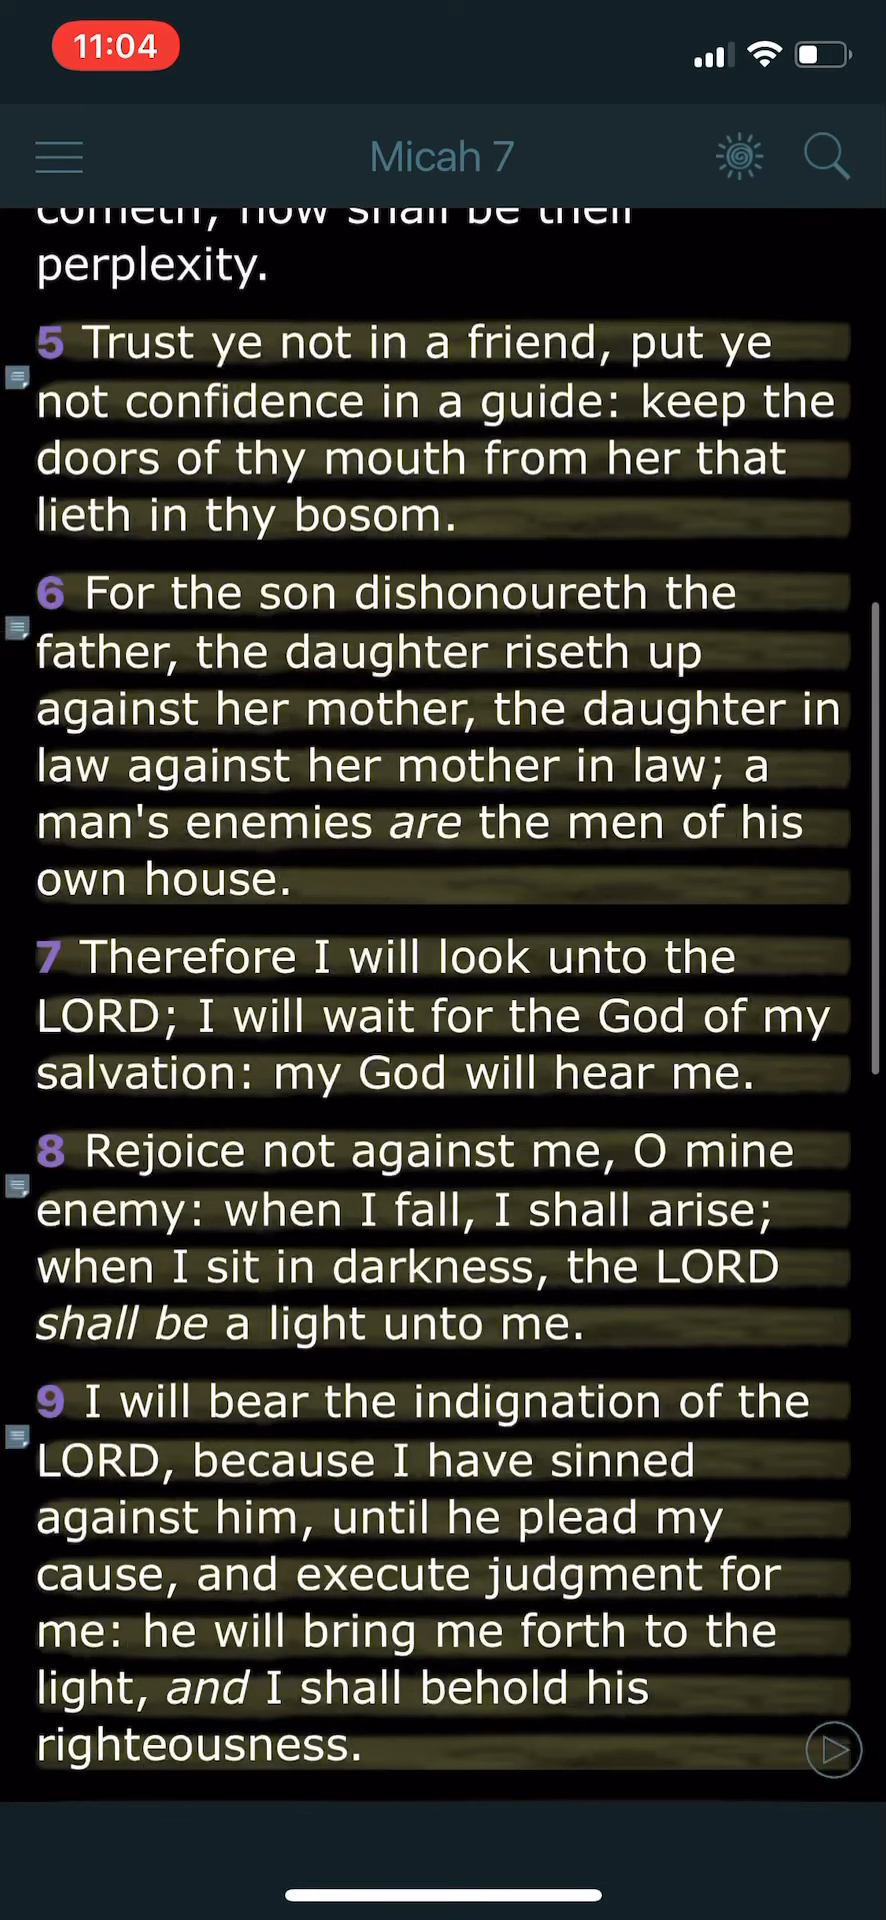 11:04
Micah 7
cometh; now shall be their
perplexity.
5 Trust ye not in a friend, put ye
not confidence in a guide: keep the
doors of thy mouth from her that
lieth in thy bosom.
6 For the son dishonoureth the
father, the daughter riseth up
against her mother, the daughter in
law against her mother in law; a
man's enemies are the men of his
own house.
7 Therefore I will look unto the
LORD; I will wait for the God of my
salvation: my God will hear me.
8 Rejoice not against me, O mine
enemy: when I fall, I shall arise;
when I sit in darkness, the LORD
shall be a light unto me.
9 I will bear the indignation of the
LORD, because I have sinned
against him, until he plead my
cause, and execute judgment for
me: he will bring me forth to the
light, and I shall behold his
righteousness.